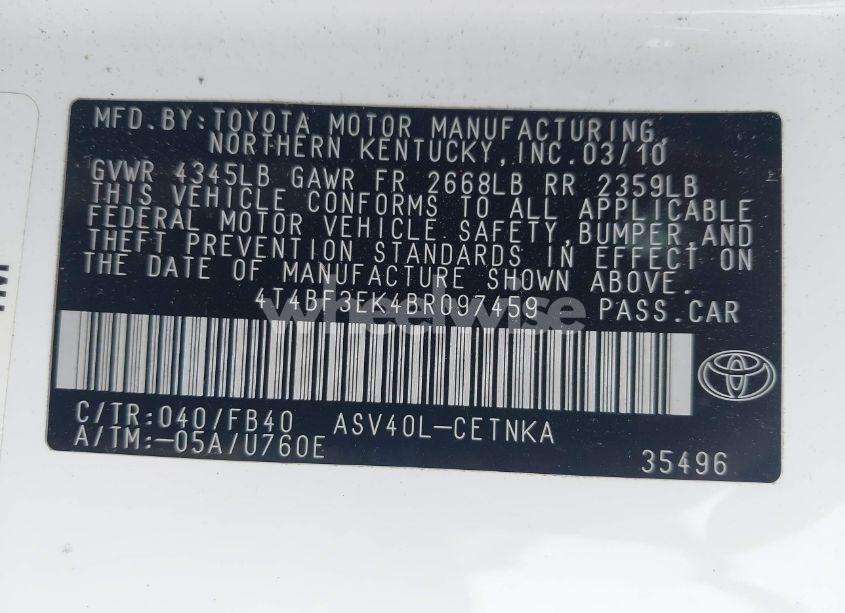 MFD. BY: TOYOTA MOTOR MANUFACTURING,
NORTHERN KENTUCKY, INC. 03/10
GVWR 4345LB GAWR FR 2668LB RR 2359LB
THIS VEHICLE CONFORMS TO ALL APPLICABLE
FEDERAL MOTOR VEHICLE SAFETY, BUMPER, AND
THEFT PREVENTION STANDARDS IN EFFECT ON
THE DATE OF MANUFACTURE SHOWN ABOVE.
4T4BF3EK4BR097459 PASS. CAR
wheelwise
C/TR: 040/FB40 ASV40L-CETNKA
A/TM: -05A/U760E
35496